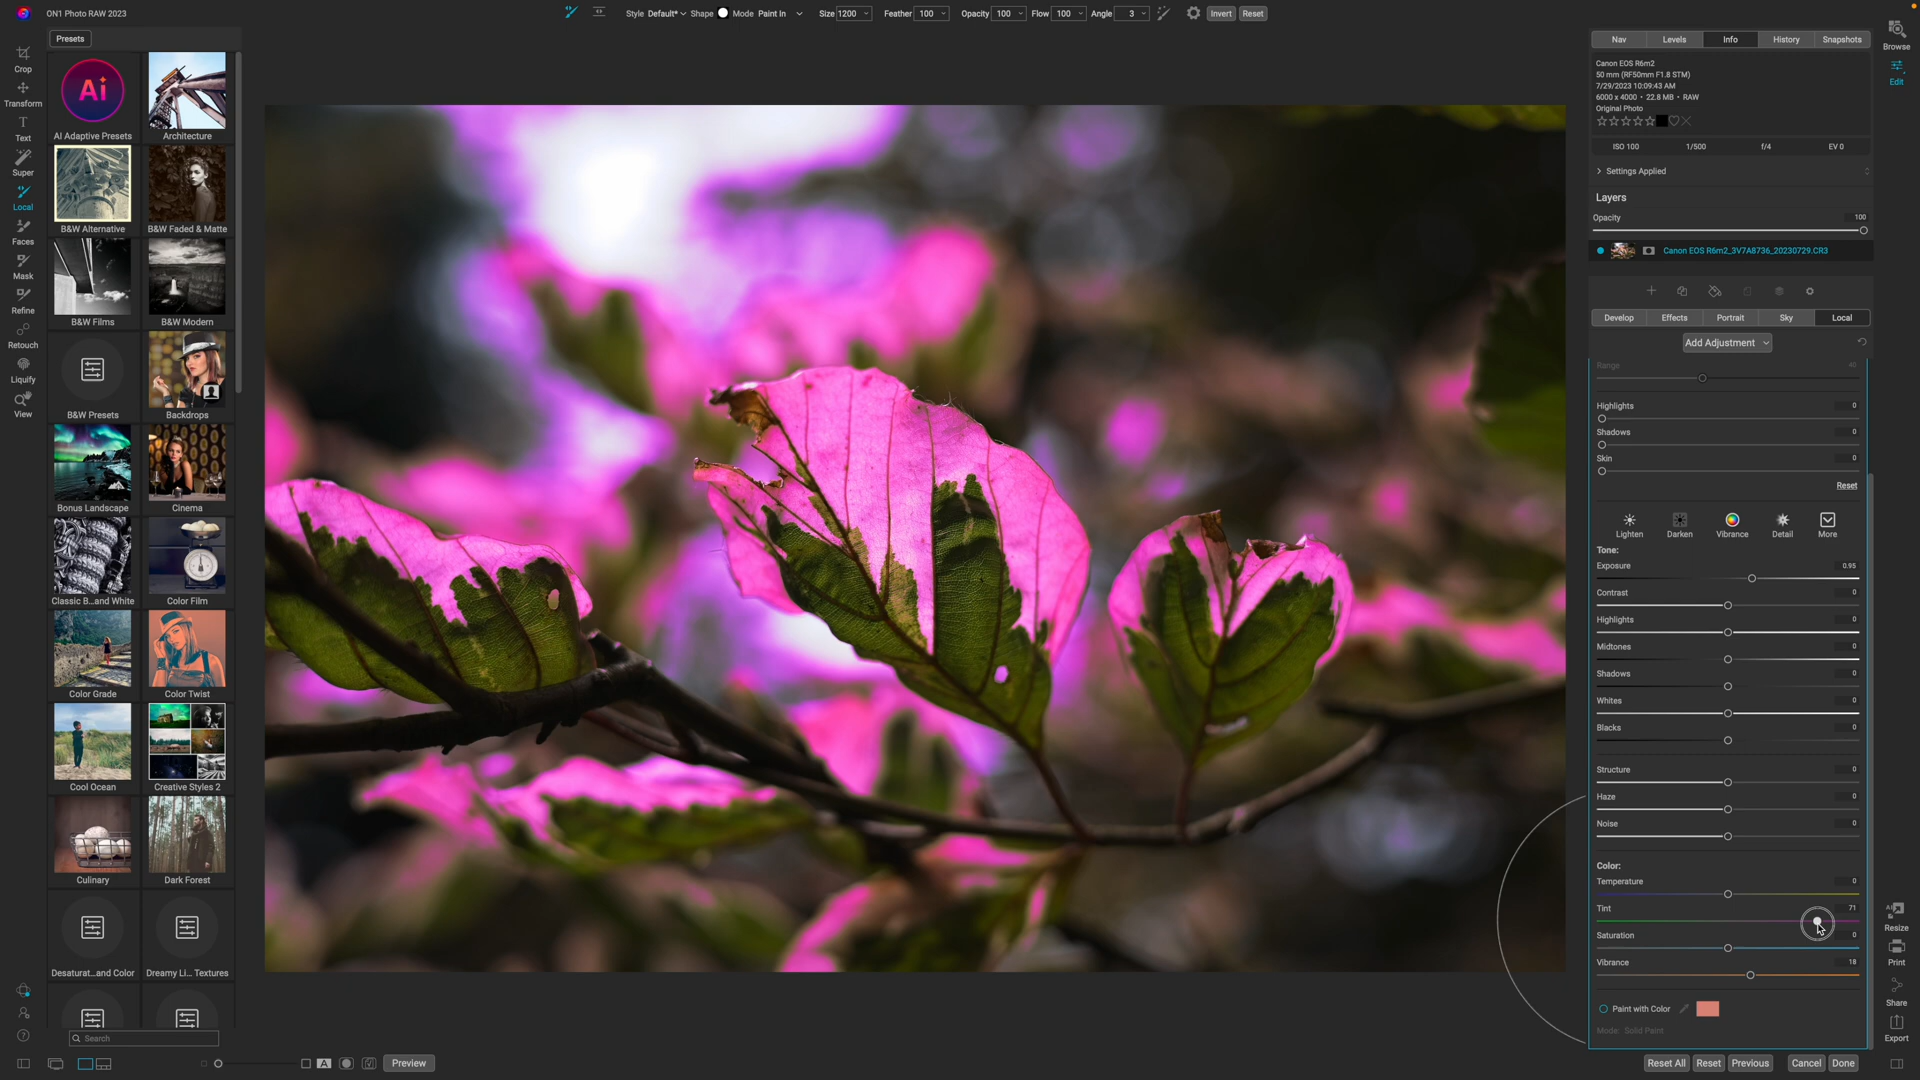 ON1 Photo RAW 2023
Style Default* Shape Mode Paint In Size 1200 Feather 100 Opacity 100 Flow 100 Angle 3 Invert Reset
Presets
Crop
Transform
Text
Super
Local
Faces
Mask
Refine
Retouch
Liquify
View
Ai
AI Adaptive Presets
Architecture
B&W Alternative
B&W Faded & Matte
B&W Films
B&W Modern
B&W Presets
Backdrops
Bonus Landscape
Cinema
Classic B...and White
Color Film
Color Grade
Color Twist
Cool Ocean
Creative Styles 2
Culinary
Dark Forest
Desaturat...and Color
Dreamy Li... Textures
Search
A
Preview
Nav Levels Info History Snapshots
Canon EOS R6m2
50 mm (RF50mm F1.8 STM)
7/29/2023 10:09:43 AM
6000 x 4000 • 22.8 MB • RAW
Original Photo
ISO 100 1/500 f/4 EV 0
Settings Applied
Layers
Opacity 100
Canon EOS R6m2_3V7A8736_20230729.CR3
Develop Effects Portrait Sky Local
Add Adjustment
Range 40
Highlights 0
Shadows 0
Skin 0
Reset
Lighten Darken Vibrance Detail More
Tone:
Exposure 0.95
Contrast 0
Highlights 0
Midtones 0
Shadows 0
Whites 0
Blacks 0
Structure 0
Haze 0
Noise 0
Color:
Temperature 0
Tint 71
Saturation 0
Vibrance 18
Paint with Color
Mode: Solid Paint
Reset All Reset Previous Cancel Done
Browse
Edit
AI
Resize
Print
Share
Export